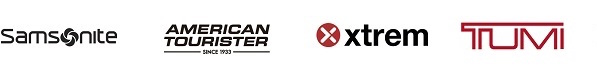 Samsonite
AMERICAN
TOURISTER
SINCE 1933
xtrem
TUMI